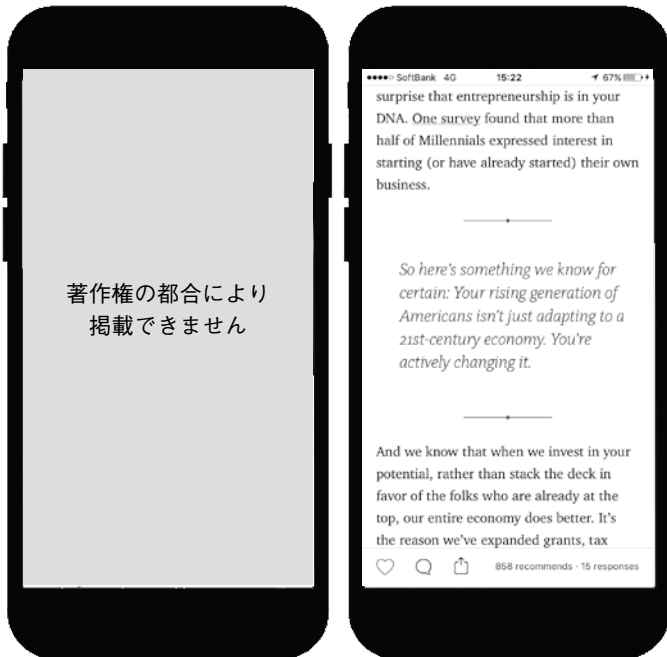 著作権の都合により
掲載できません
SoftBank 4G 15:22 67%
surprise that entrepreneurship is in your
DNA. One survey found that more than
half of Millennials expressed interest in
starting (or have already started) their own
business.
So here's something we know for
certain: Your rising generation of
Americans isn't just adapting to a
21st-century economy. You're
actively changing it.
And we know that when we invest in your
potential, rather than stack the deck in
favor of the folks who are already at the
top, our entire economy does better. It's
the reason we've expanded grants, tax
858 recommends · 15 responses